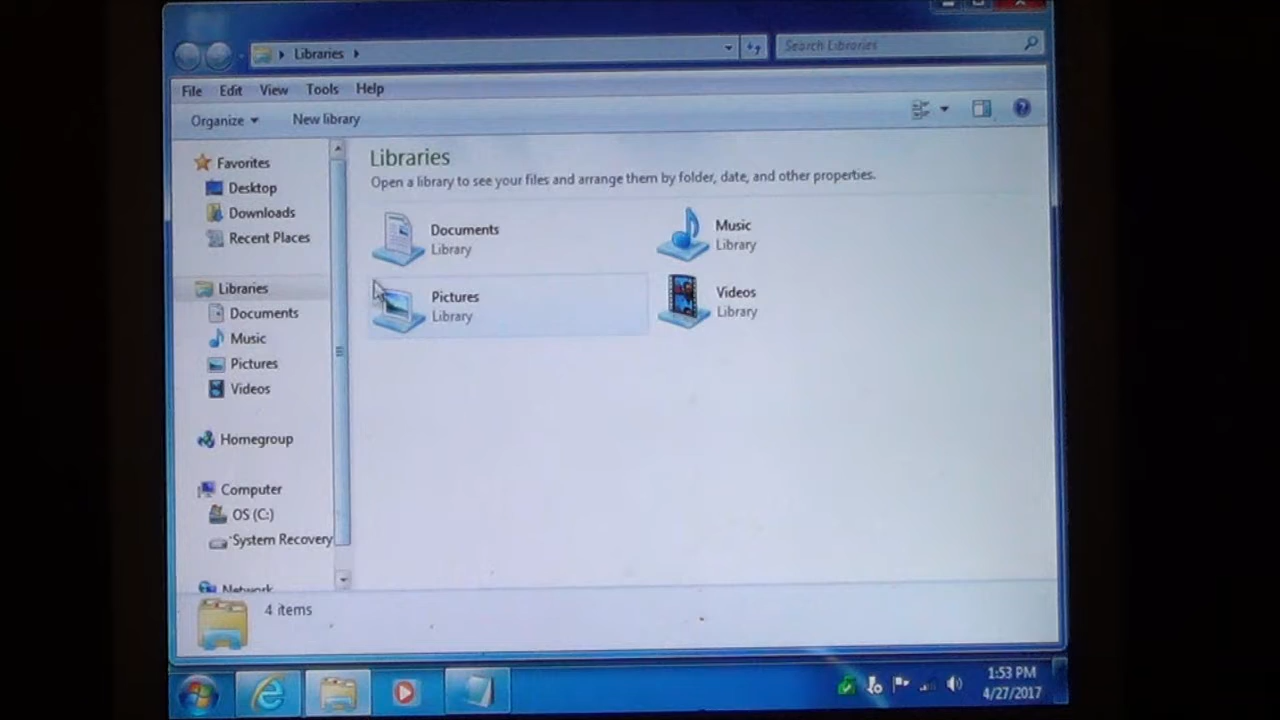 Libraries
Search Libraries
File Edit View Tools Help
Organize New library
Favorites
Desktop
Downloads
Recent Places
Libraries
Documents
Music
Pictures
Videos
Homegroup
Computer
OS (C:)
System Recovery
Network
Libraries
Open a library to see your files and arrange them by folder, date, and other properties.
Documents
Library
Music
Library
Pictures
Library
Videos
Library
4 items
1:53 PM
4/27/2017